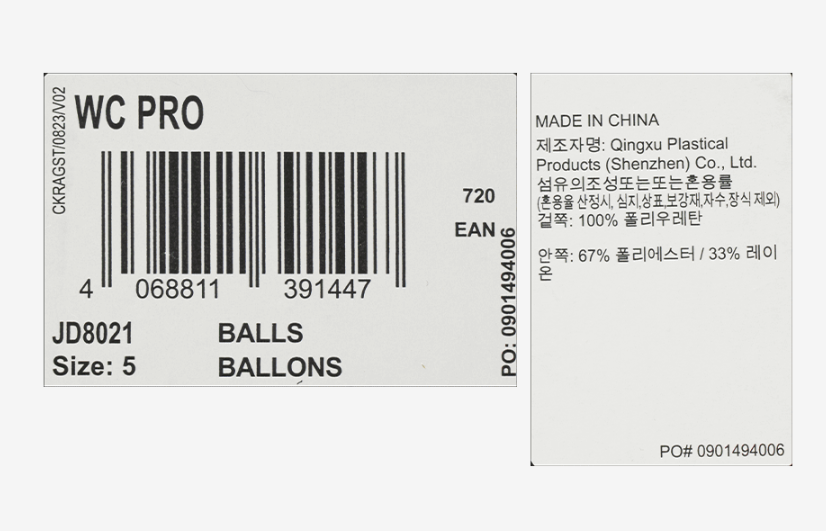 CKRAGST/0823/V02
WC PRO
720
EAN
4 068811 391447
PO: 0901494006
JD8021 BALLS
Size: 5 BALLONS
MADE IN CHINA
제조자명: Qingxu Plastical
Products (Shenzhen) Co., Ltd.
섬유의조성또는또는혼용률
(혼용율 산정시, 심지,상표,보강재,자수,장식 제외)
겉쪽: 100% 폴리우레탄
안쪽: 67% 폴리에스터 / 33% 레이
온
PO# 0901494006